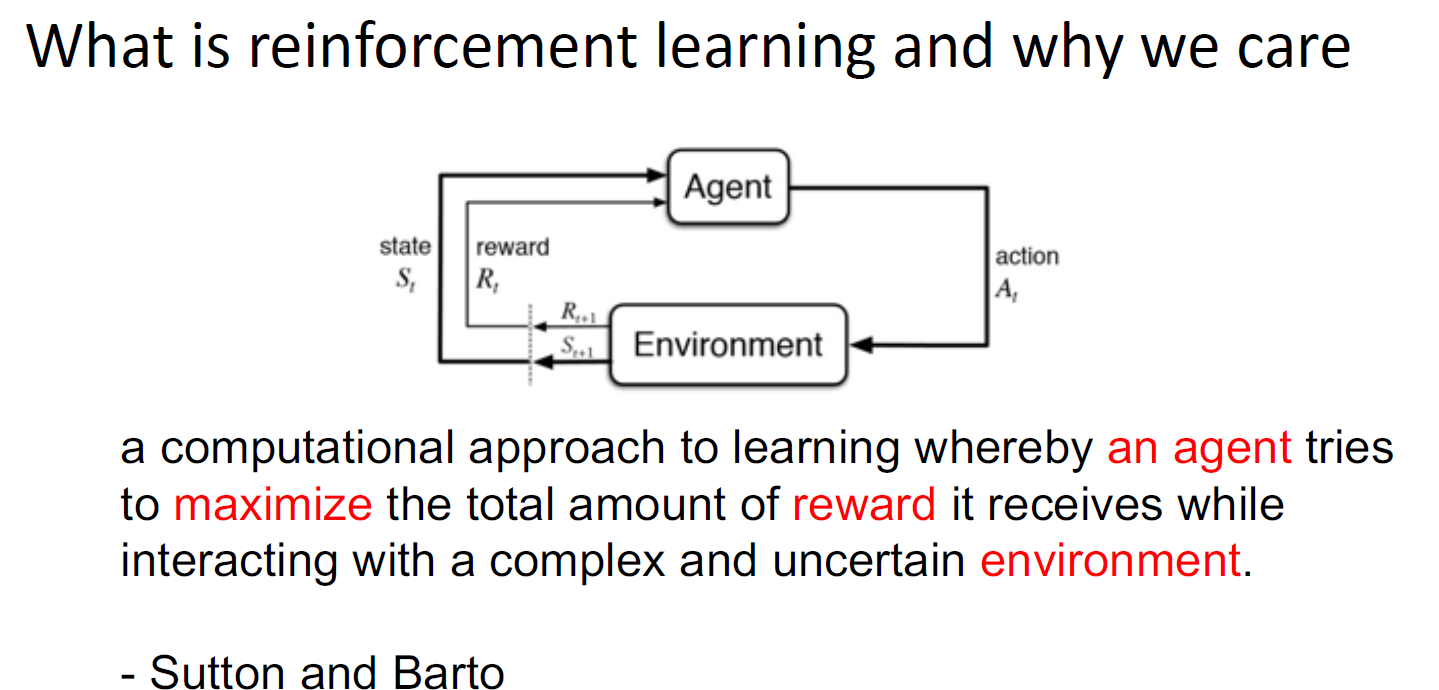 What is reinforcement learning and why we care
Agent
state
S_t
reward
R_t
action
A_t
R_{t+1}
S_{t+1}
Environment
a computational approach to learning whereby an agent tries
to maximize the total amount of reward it receives while
interacting with a complex and uncertain environment.
- Sutton and Barto